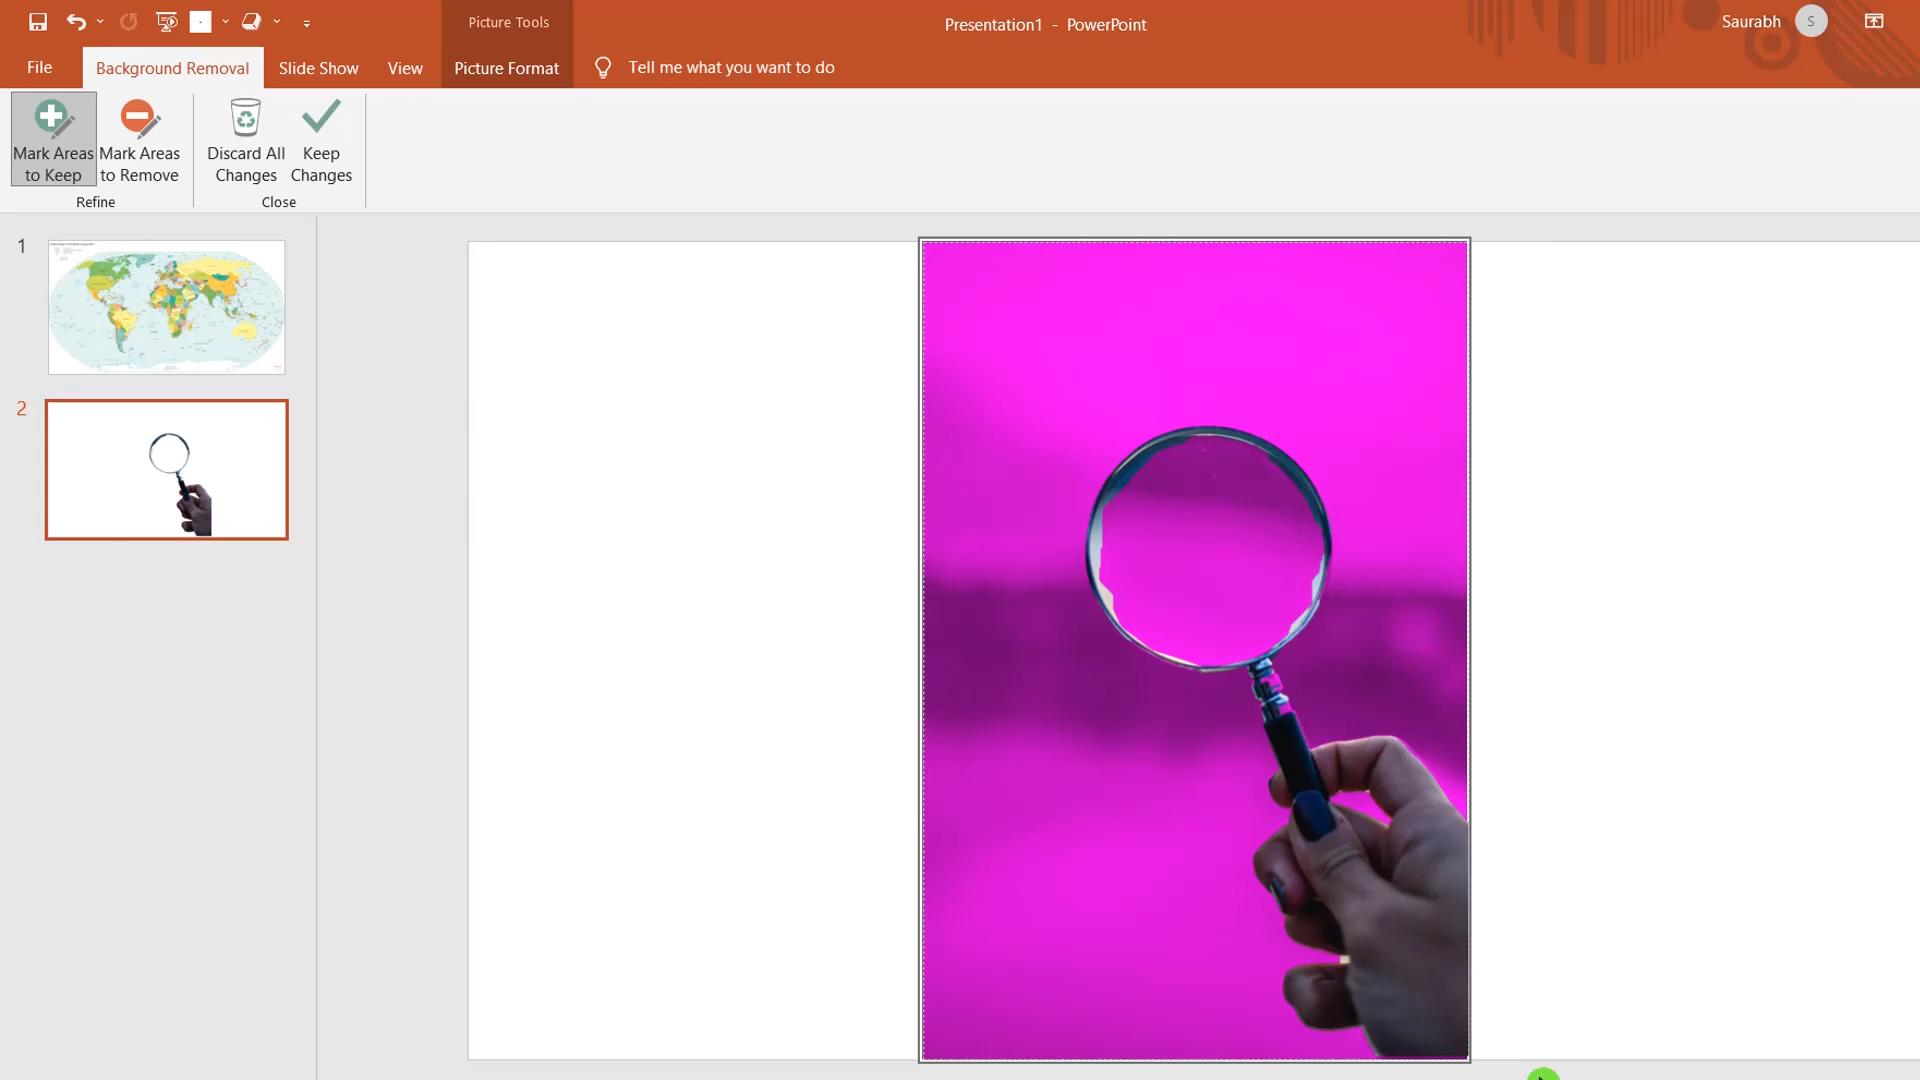 Picture Tools
Presentation1 - PowerPoint
Saurabh
S
File
Background Removal
Slide Show
View
Picture Format
Tell me what you want to do
Mark Areas
to Keep
Mark Areas
to Remove
Discard All
Changes
Keep
Changes
Refine
Close
1
2